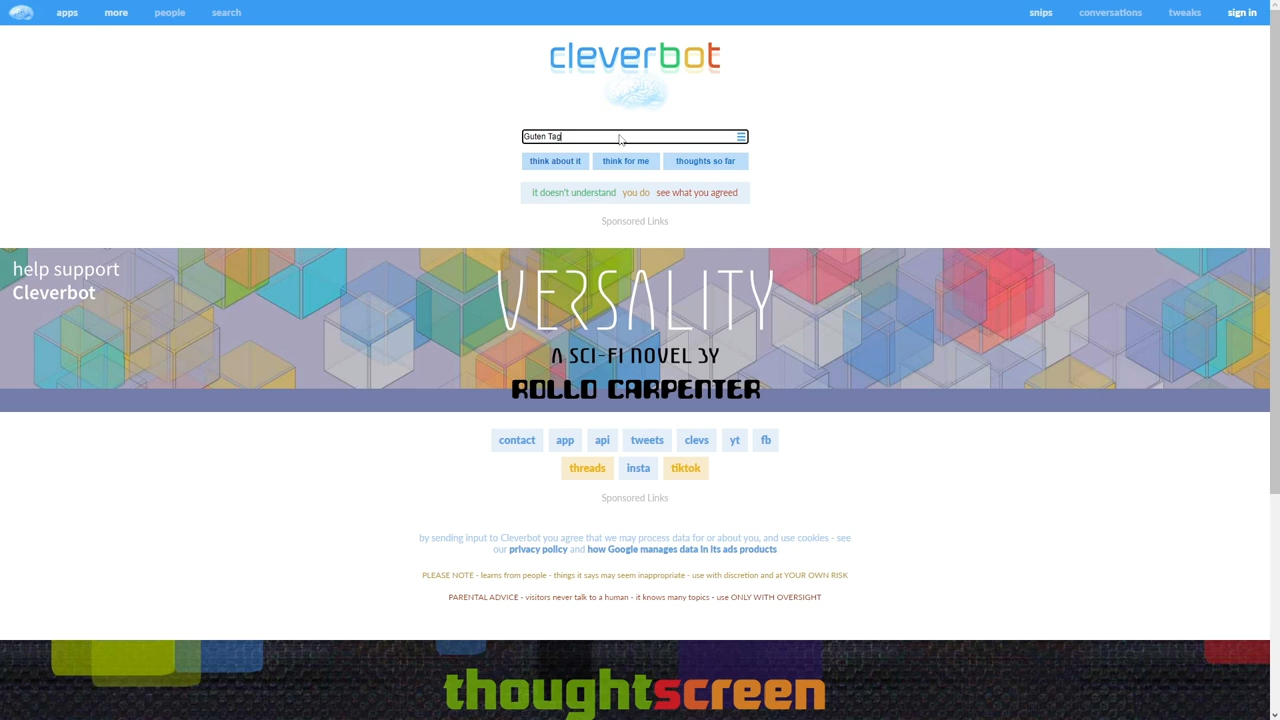 apps more people search snips conversations tweaks sign in
cleverbot
Guten Tag
think about it think for me thoughts so far
it doesn't understand you do see what you agreed
Sponsored Links
help support
Cleverbot
VERSALITY
A SCI-FI NOVEL BY
ROLLO CARPENTER
contact app api tweets clevs yt fb
threads insta tiktok
Sponsored Links
by sending input to Cleverbot you agree that we may process data for or about you, and use cookies - see
our privacy policy and how Google manages data in its ads products
PLEASE NOTE - learns from people - things it says may seem inappropriate - use with discretion and at YOUR OWN RISK
PARENTAL ADVICE - visitors never talk to a human - it knows many topics - use ONLY WITH OVERSIGHT
thoughtscreen